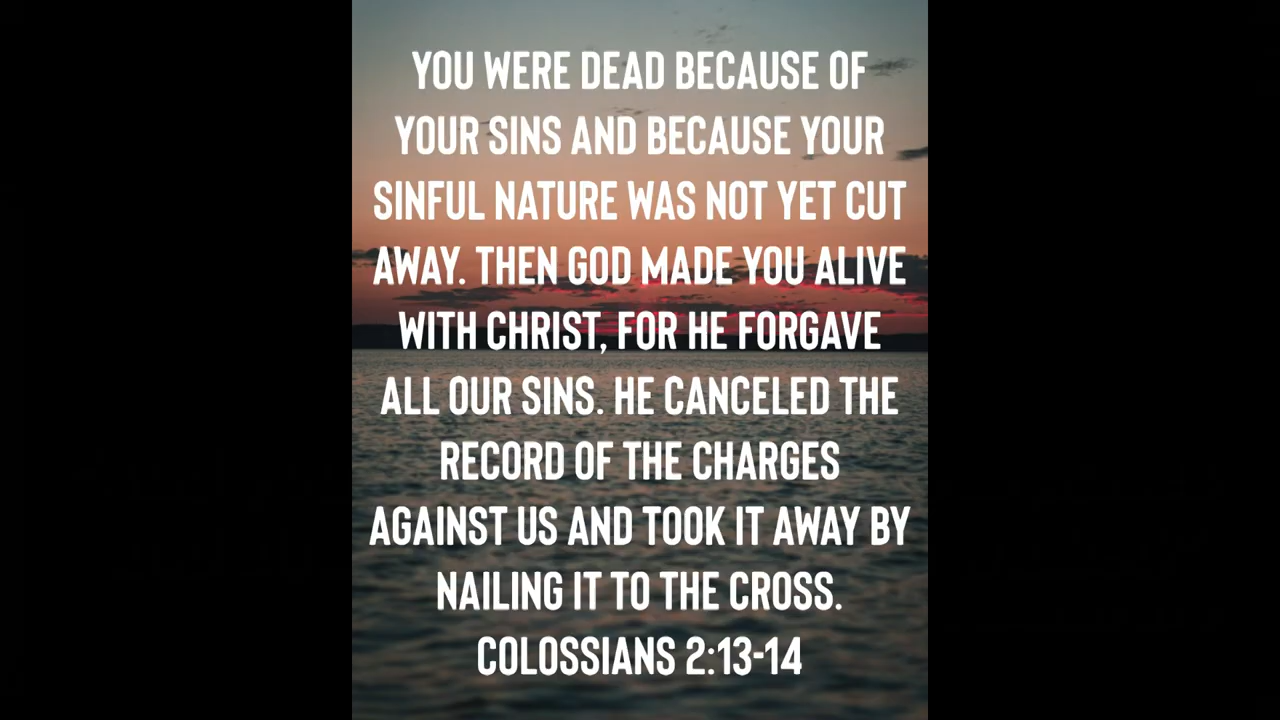 YOU WERE DEAD BECAUSE OF
YOUR SINS AND BECAUSE YOUR
SINFUL NATURE WAS NOT YET CUT
AWAY. THEN GOD MADE YOU ALIVE
WITH CHRIST, FOR HE FORGAVE
ALL OUR SINS. HE CANCELED THE
RECORD OF THE CHARGES
AGAINST US AND TOOK IT AWAY BY
NAILING IT TO THE CROSS.
COLOSSIANS 2:13-14